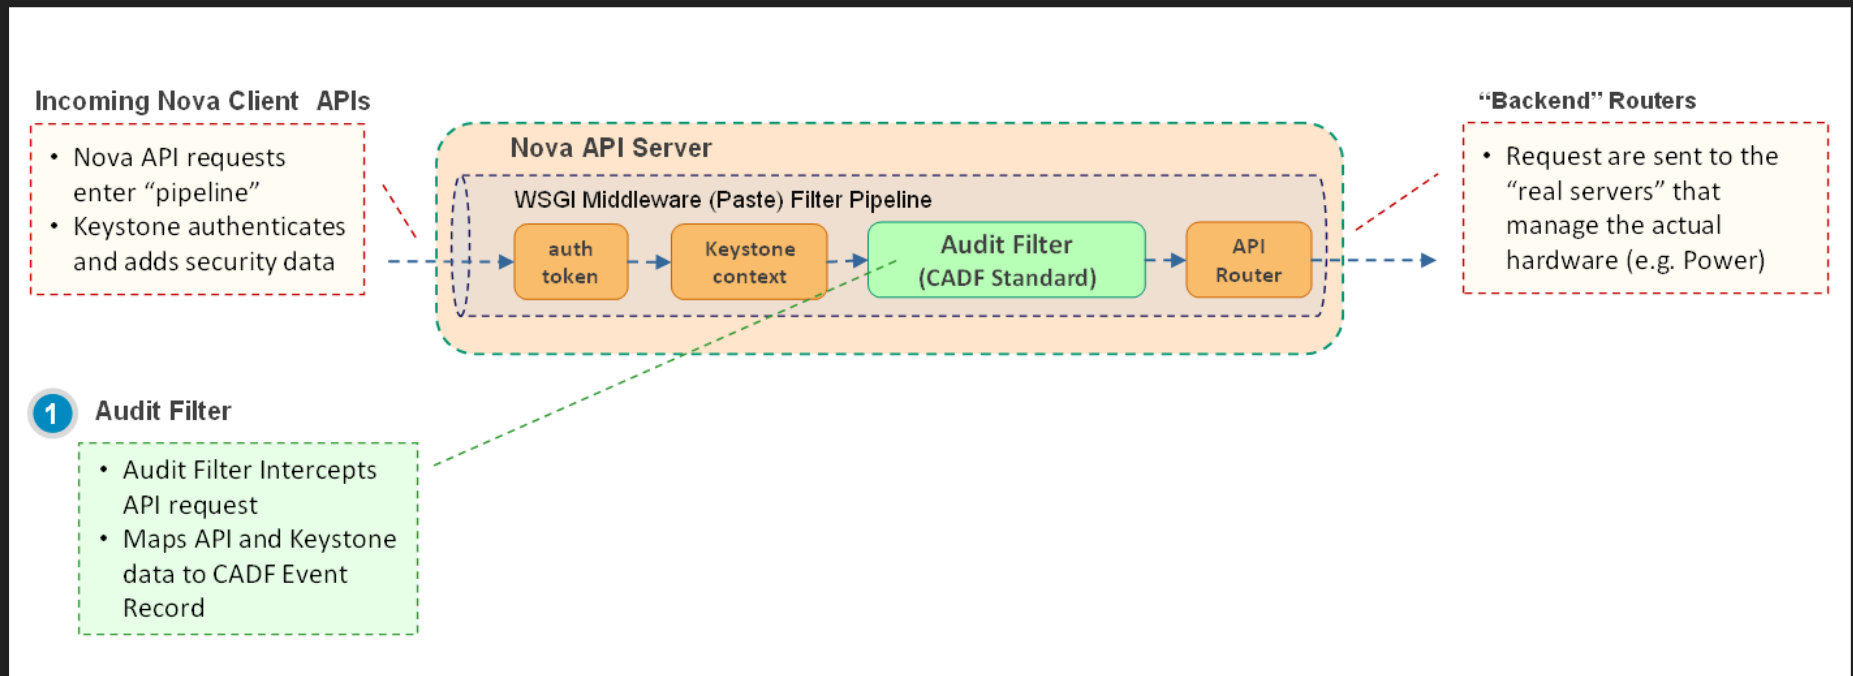 Incoming Nova Client APIs
• Nova API requests
enter “pipeline”
• Keystone authenticates
and adds security data
Nova API Server
WSGI Middleware (Paste) Filter Pipeline
auth
token
Keystone
context
Audit Filter
(CADF Standard)
API
Router
“Backend” Routers
• Request are sent to the
“real servers” that
manage the actual
hardware (e.g. Power)
1
Audit Filter
• Audit Filter Intercepts
API request
• Maps API and Keystone
data to CADF Event
Record